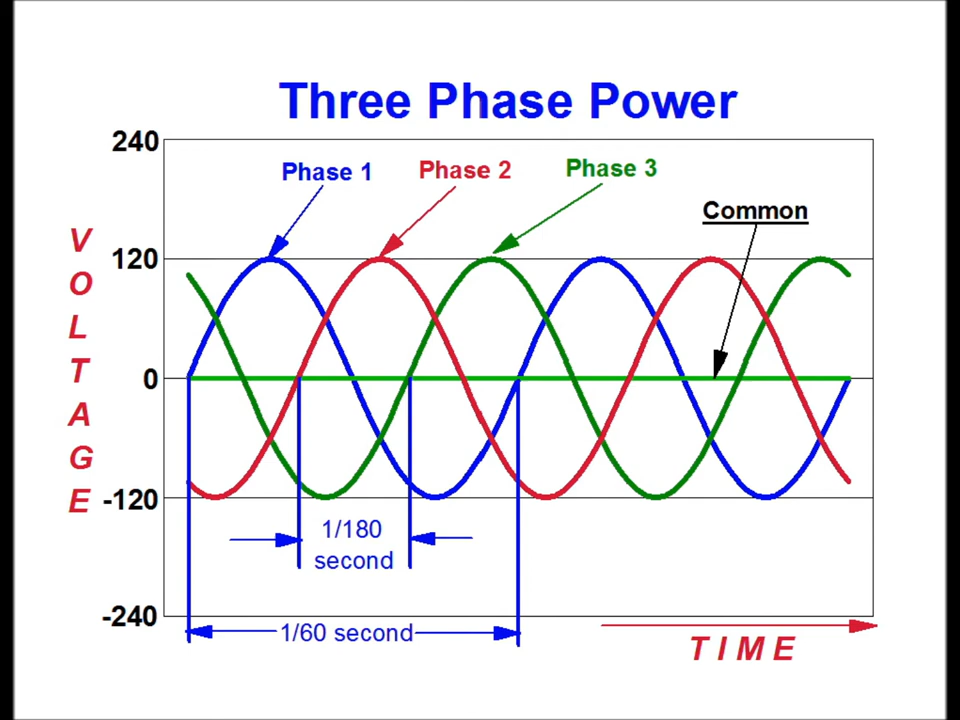 Three Phase Power
240
Phase 1
Phase 2
Phase 3
Common
120
0
-120
-240
VOLTAGE
1/180
second
1/60 second
TIME